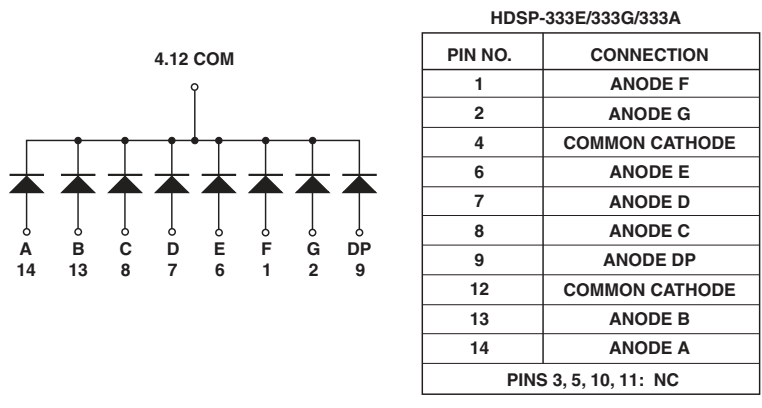 4.12 COM
A B C D E F G DP
14 13 8 7 6 1 2 9
HDSP-333E/333G/333A
PIN NO. CONNECTION
1 ANODE F
2 ANODE G
4 COMMON CATHODE
6 ANODE E
7 ANODE D
8 ANODE C
9 ANODE DP
12 COMMON CATHODE
13 ANODE B
14 ANODE A
PINS 3, 5, 10, 11: NC